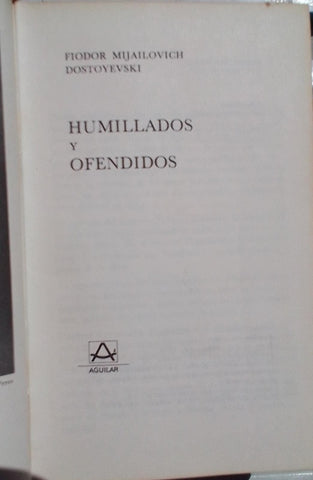 FIODOR MIJAILOVICH
DOSTOYEVSKI
HUMILLADOS
Y
OFENDIDOS
AGUILAR